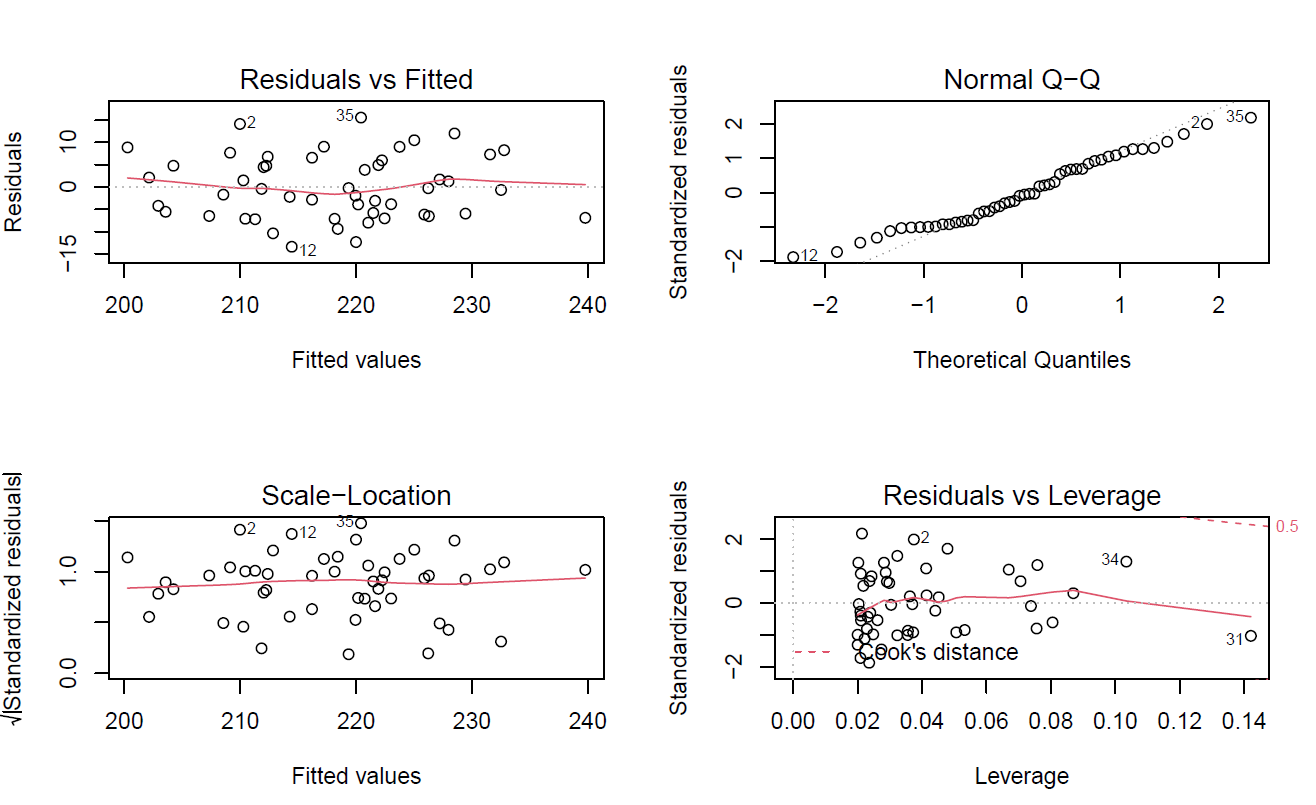 Residuals vs Fitted
Residuals
10
0
−15
2
35
12
200 210 220 230 240
Fitted values
Normal Q−Q
Standardized residuals
2
1
0
−2
2
35
12
−2 −1 0 1 2
Theoretical Quantiles
Scale−Location
√|Standardized residuals|
1.0
0.0
2
12
35
200 210 220 230 240
Fitted values
Residuals vs Leverage
Standardized residuals
2
0
−2
2
34
31
0.5
Cook's distance
0.00 0.02 0.04 0.06 0.08 0.10 0.12 0.14
Leverage